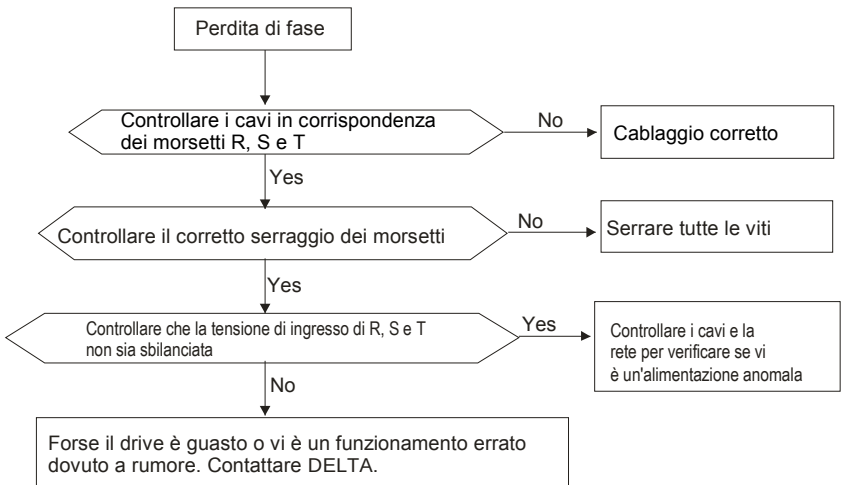 Perdita di fase
Controllare i cavi in corrispondenza
dei morsetti R, S e T
No
Cablaggio corretto
Yes
Controllare il corretto serraggio dei morsetti
No
Serrare tutte le viti
Yes
Controllare che la tensione di ingresso di R, S e T
non sia sbilanciata
Yes
Controllare i cavi e la
rete per verificare se vi
è un'alimentazione anomala
No
Forse il drive è guasto o vi è un funzionamento errato
dovuto a rumore. Contattare DELTA.